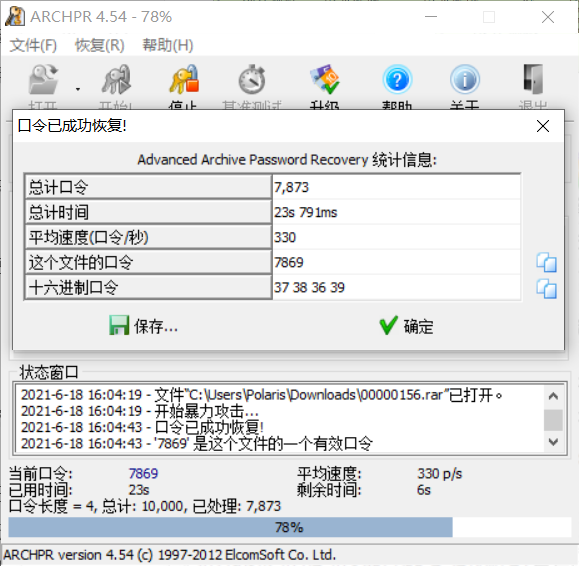 ARCHPR 4.54 - 78%
文件(F) 恢复(R) 帮助(H)
打开 开始! 停止 基准测试 升级 帮助 关于 退出
口令已成功恢复!
Advanced Archive Password Recovery 统计信息:
总计口令 7,873
总计时间 23s 791ms
平均速度(口令/秒) 330
这个文件的口令 7869
十六进制口令 37 38 36 39
保存... 确定
状态窗口
2021-6-18 16:04:19 - 文件“C:\Users\Polaris\Downloads\00000156.rar”已打开。
2021-6-18 16:04:19 - 开始暴力攻击...
2021-6-18 16:04:43 - 口令已成功恢复!
2021-6-18 16:04:43 - '7869' 是这个文件的一个有效口令
当前口令: 7869 平均速度: 330 p/s
已用时间: 23s 剩余时间: 6s
口令长度 = 4, 总计: 10,000, 已处理: 7,873
78%
ARCHPR version 4.54 (c) 1997-2012 ElcomSoft Co. Ltd.